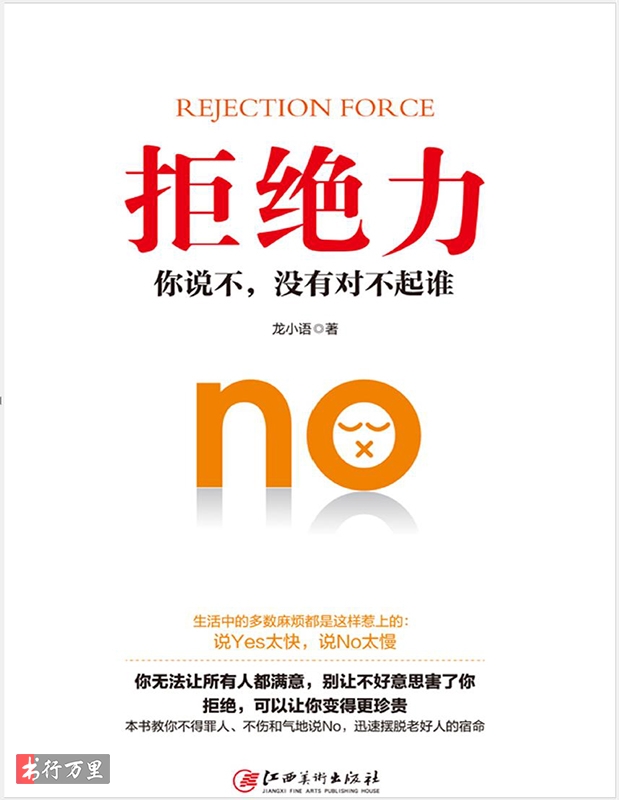 REJECTION FORCE
拒绝力
你说不，没有对不起谁
龙小语◎著
no
生活中的多数麻烦都是这样惹上的：
说Yes太快，说No太慢
你无法让所有人都满意，别让不好意思害了你
拒绝，可以让你变得更珍贵
本书教你不得罪人、不伤和气地说No，迅速摆脱老好人的宿命
书行万里
江西美术出版社
JIANGXI FINE ARTS PUBLISHING HOUSE